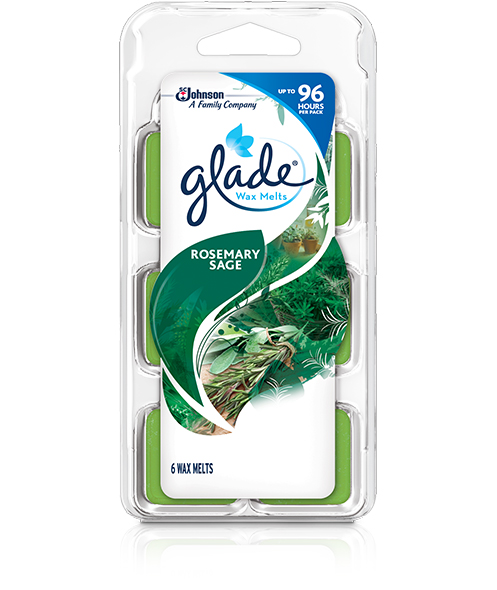 SC Johnson
A Family Company
UP TO 96
HOURS
PER PACK
glade®
Wax Melts
ROSEMARY
SAGE
6 WAX MELTS